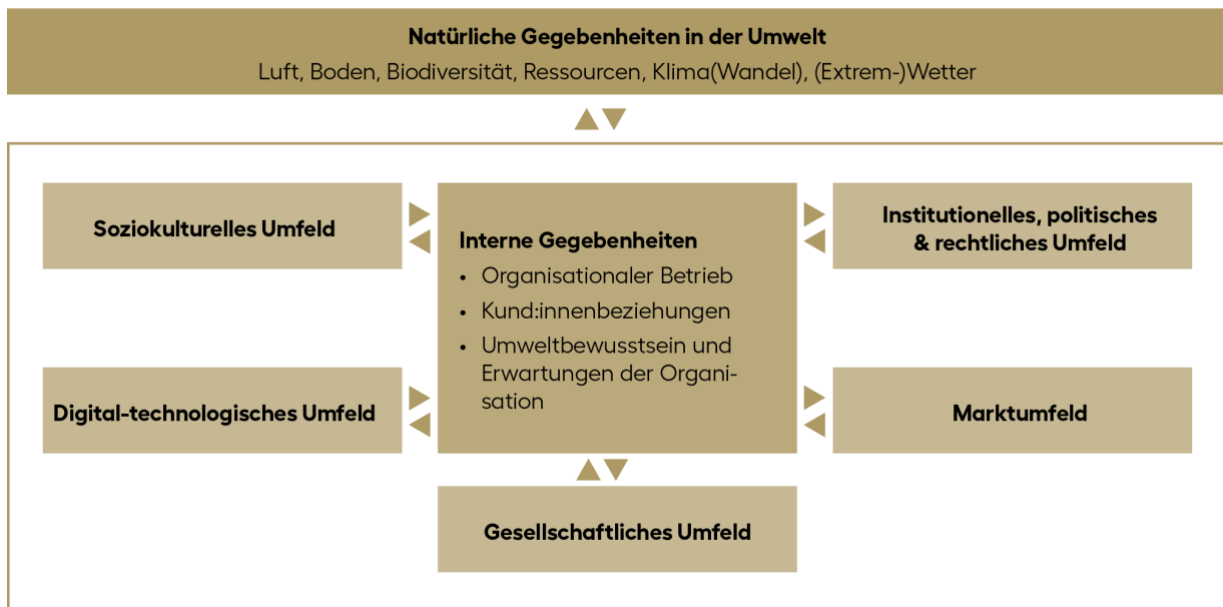 Natürliche Gegebenheiten in der Umwelt
Luft, Boden, Biodiversität, Ressourcen, Klima(Wandel), (Extrem-)Wetter
Soziokulturelles Umfeld
Interne Gegebenheiten
• Organisationaler Betrieb
• Kund:innenbeziehungen
• Umweltbewusstsein und
Erwartungen der Organi-
sation
Institutionelles, politisches
& rechtliches Umfeld
Digital-technologisches Umfeld
Marktumfeld
Gesellschaftliches Umfeld